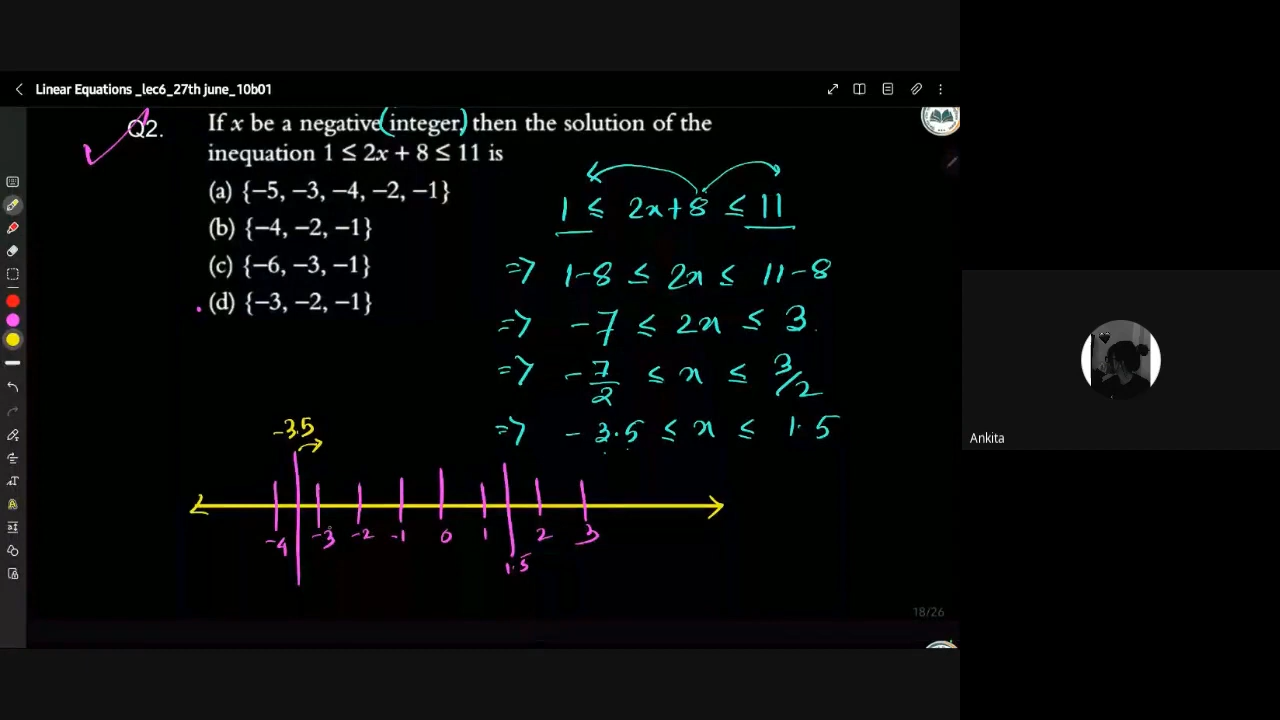 Linear Equations _lec6_27th june_10b01
Q2. If x be a negative (integer,) then the solution of the
inequation 1 ≤ 2x + 8 ≤ 11 is
(a) {−5, −3, −4, −2, −1}
(b) {−4, −2, −1}
(c) {−6, −3, −1}
(d) {−3, −2, −1}
1 ≤ 2x+8 ≤ 11
=> 1-8 ≤ 2x ≤ 11-8
=> -7 ≤ 2x ≤ 3
=> -7/2 ≤ x ≤ 3/2
=> -3.5 ≤ x ≤ 1.5
-3.5
-4 -3 -2 -1 0 1 2 3
1.5
18/26
Ankita